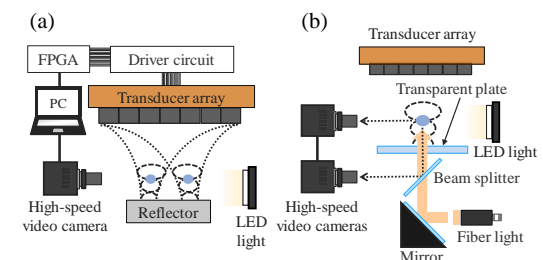 (a)
FPGA
Driver circuit
PC
Transducer array
High-speed
video camera
Reflector
LED
light
(b)
Transducer array
Transparent plate
LED light
Beam splitter
High-speed
video cameras
Fiber light
Mirror